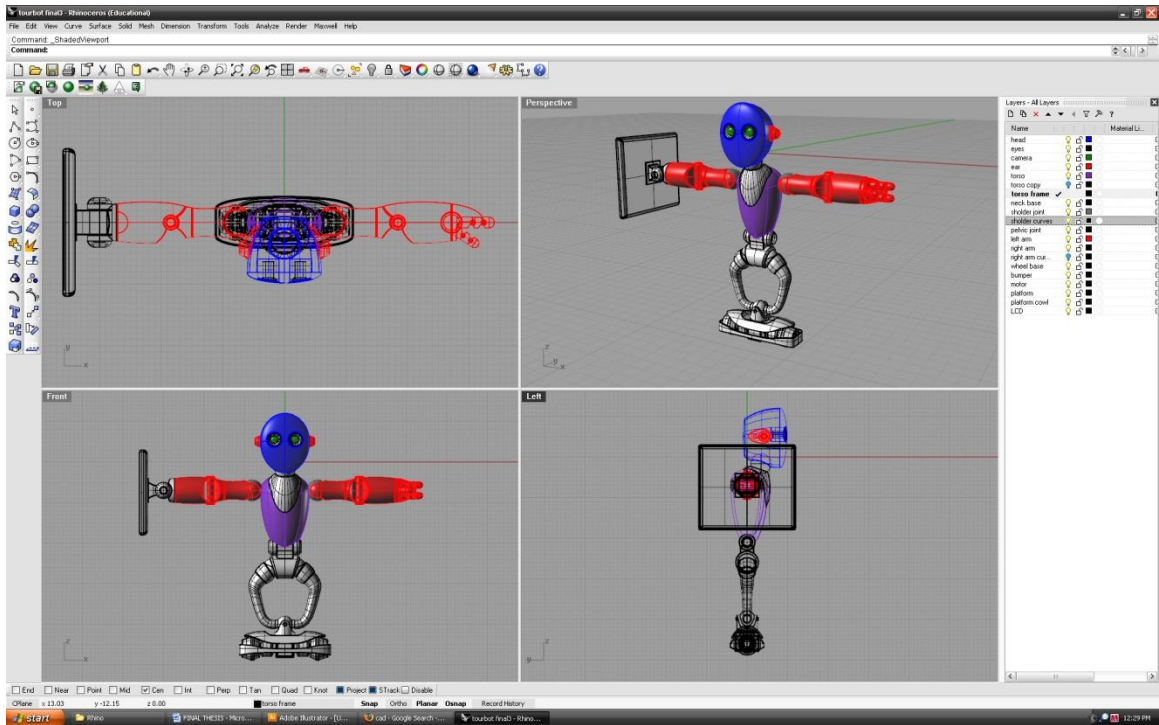 tourbot final3 - Rhinoceros (Educational)
File Edit View Curve Surface Solid Mesh Dimension Transform Tools Analyze Render Maxwell Help
Command: _ShadedViewport
Command:
Top
Perspective
Front
Left
y
x
z
y
x
z
x
z
y
Layers - All Layers
Name Material Li...
head
eyes
camera
ear
torso
torso copy
torso frame
neck base
sholder joint
sholder curves
pelvic joint
left arm
right arm
right arm cur...
wheel base
bumper
motor
platform
platform cowl
LCD
End Near Point Mid Cen Int Perp Tan Quad Knot Project STrack Disable
CPlane x 13.03 y -12.15 z 0.00 torso frame Snap Ortho Planar Osnap Record History
start Rhino FINAL THESIS - Micro... Adobe Illustrator - [U... cad - Google Search -... tourbot final3 - Rhino... 12:29 PM